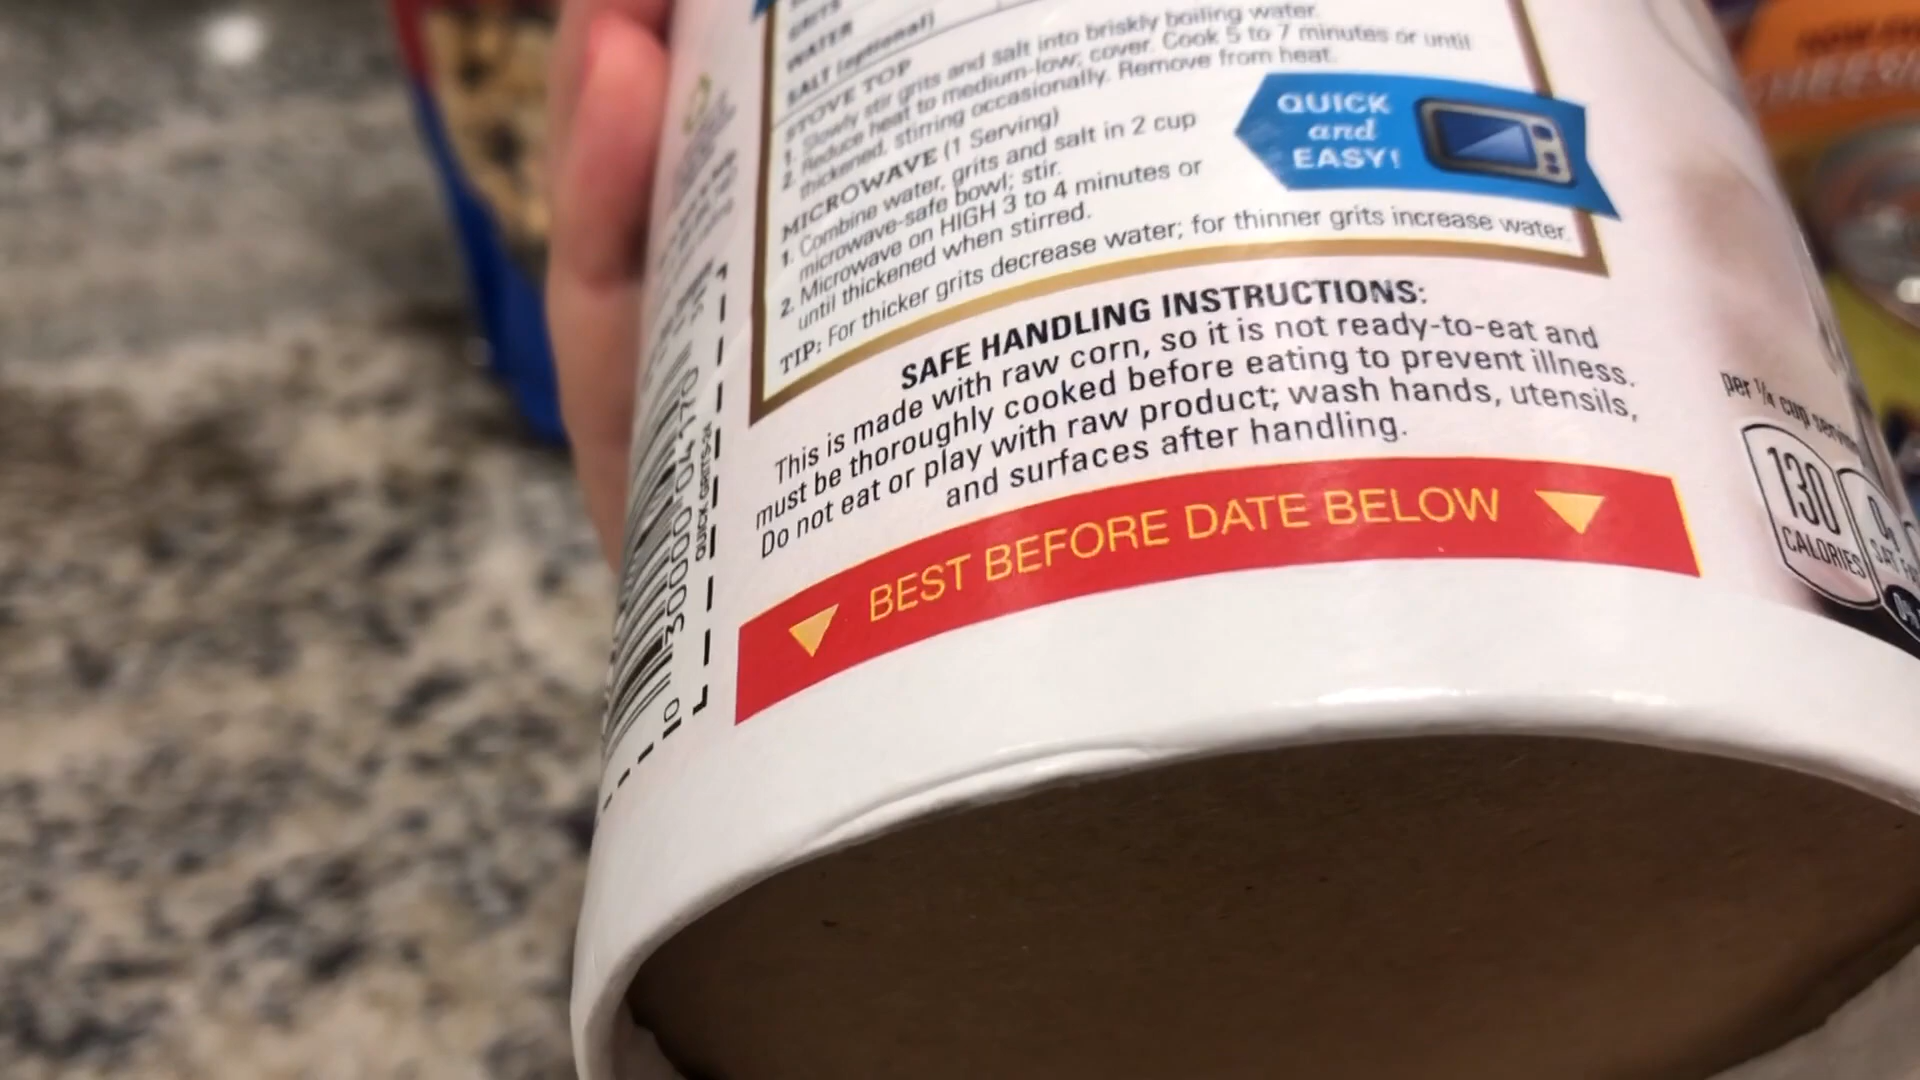 GRITS
WATER
SALT (optional)
STOVE TOP
1. Slowly stir grits and salt into briskly boiling water.
2. Reduce heat to medium-low; cover. Cook 5 to 7 minutes or until
thickened, stirring occasionally. Remove from heat.
MICROWAVE (1 Serving)
1. Combine water, grits and salt in 2 cup
microwave-safe bowl; stir.
2. Microwave on HIGH 3 to 4 minutes or
until thickened when stirred.
TIP: For thicker grits decrease water; for thinner grits increase water.
QUICK
and
EASY!
SAFE HANDLING INSTRUCTIONS:
This is made with raw corn, so it is not ready-to-eat and
must be thoroughly cooked before eating to prevent illness.
Do not eat or play with raw product; wash hands, utensils,
and surfaces after handling.
BEST BEFORE DATE BELOW
30000 04170
QUICK GRITS-24
per 1/4 cup serving
130
CALORIES
0g
SAT FAT